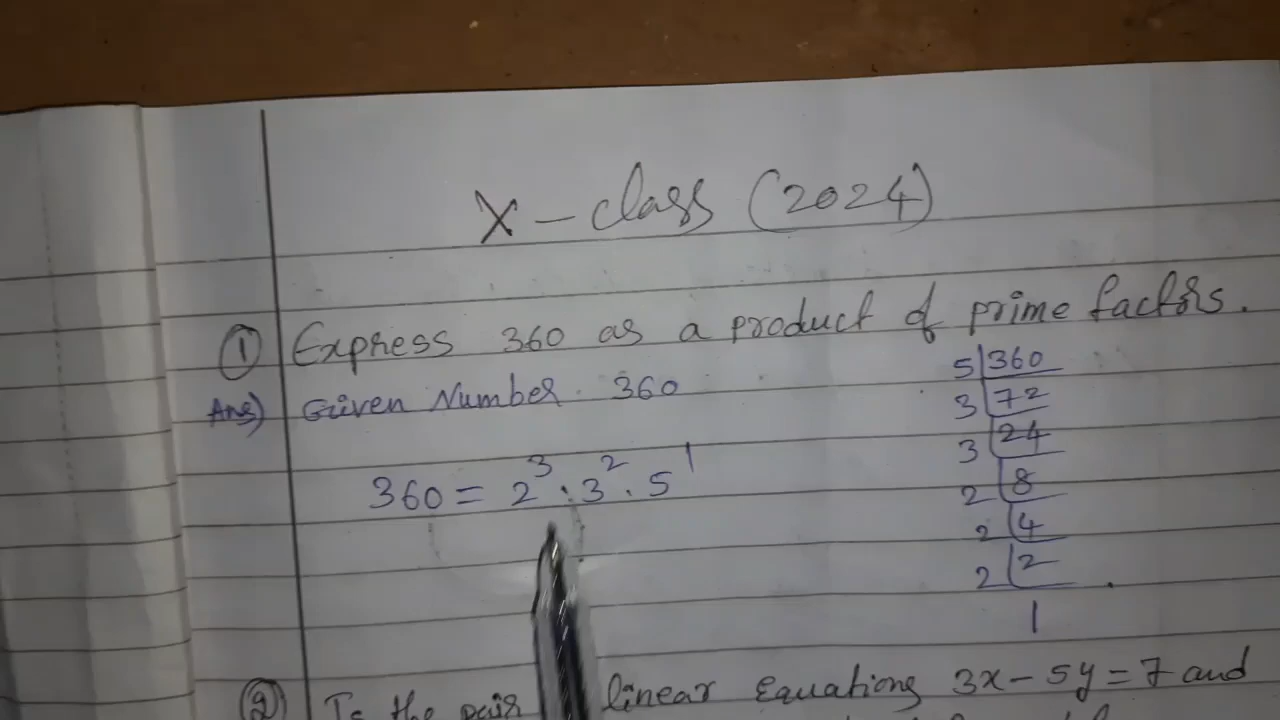 X - class (2024)
① Express 360 as a product of prime factors.
Ans) Given Number. 360
360 = 2³ · 3² · 5¹
5 | 360
3 | 72
3 | 24
2 | 8
2 | 4
2 | 2
1
② Is the pair linear Equations 3x - 5y = 7 and